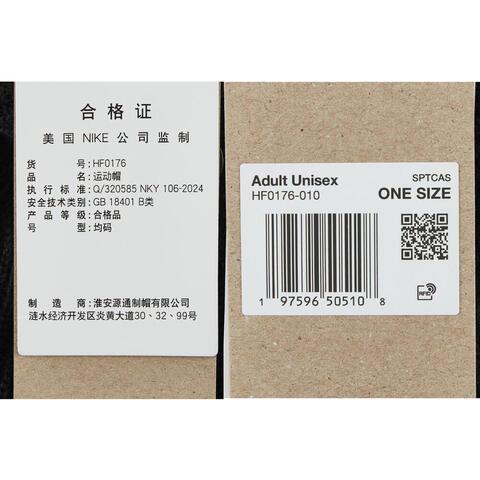 合格证
美国 NIKE 公司监制
货 号:HF0176
品 名:运动帽
执行标准:Q/320585 NKY 106-2024
安全技术类别:GB 18401 B类
产品等级:合格品
号 型:均码
制造商:淮安源通制帽有限公司
涟水经济开发区炎黄大道30、32、99号
Adult Unisex
HF0176-010
SPTCAS
ONE SIZE
1 97596 50510 8
RFID